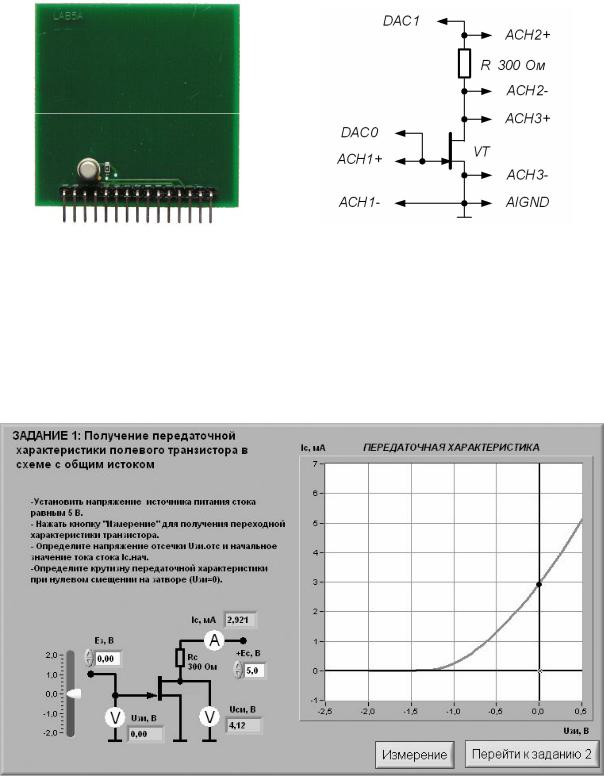 LAB5A
DAC1
ACH2+
R 300 Ом
ACH2-
ACH3+
DAC0
ACH1+
VT
ACH3-
ACH1-
AIGND
ЗАДАНИЕ 1: Получение передаточной
характеристики полевого транзистора в
схеме с общим истоком
-Установить напряжение источника питания стока
равным 5 В.
- Нажать кнопку "Измерение" для получения переходной
характеристики транзистора.
- Определите напряжение отсечки Uзи.отс и начальное
значение тока стока Iс.нач.
-Определите крутизну передаточной характеристики
при нулевом смещении на затворе (Uзи=0).
Iс, мА 2,921
Eз, В
0,00
A
+Eс, В
5,0
Rс
300 Ом
2,0
1,0
0,0
-1,0
-2,0
V
Uзи, В
0,00
V
Uси, В
4,12
Iс, мА
ПЕРЕДАТОЧНАЯ ХАРАКТЕРИСТИКА
7
6
5
4
3
2
1
0
-1
-2,5 -2,0 -1,5 -1,0 -0,5 0,0 0,5
Uзи, В
Измерение
Перейти к заданию 2